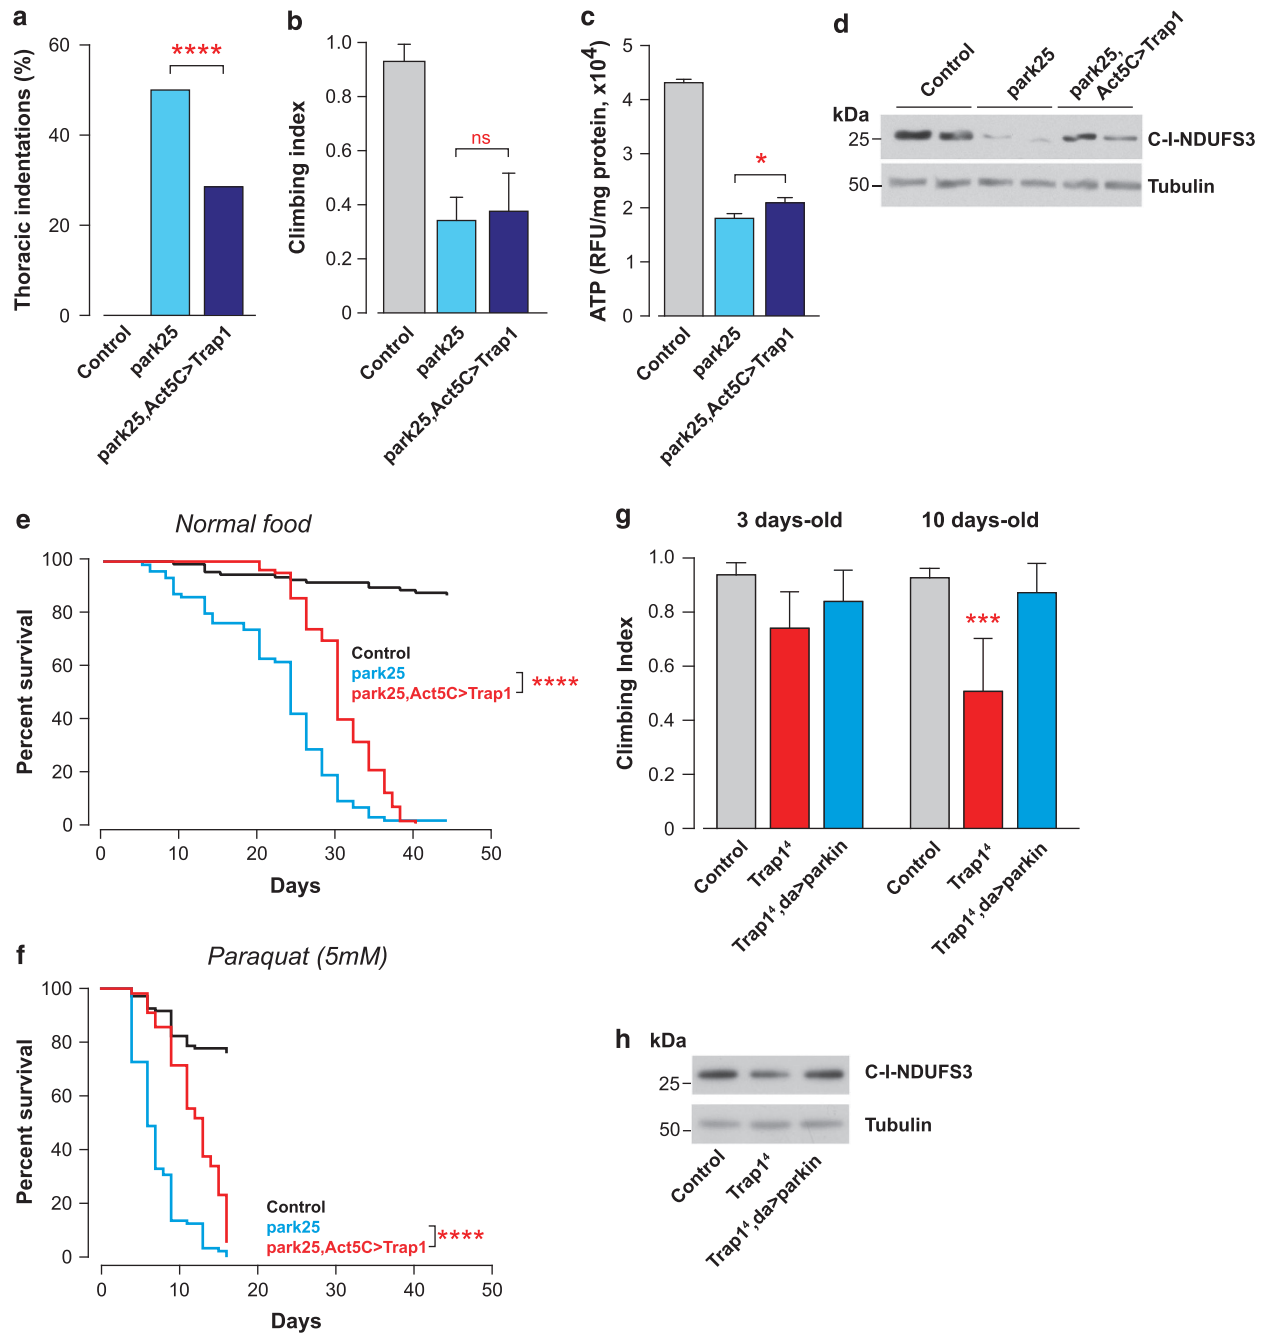 a
Thoracic indentations (%)
60
40
20
0
****
Control
park25
park25,Act5C>Trap1
b
Climbing index
1.0
0.8
0.6
0.4
0.2
0
ns
Control
park25
park25,Act5C>Trap1
c
ATP (RFU/mg protein, x10⁴)
5
4
3
2
1
0
*
Control
park25
park25,Act5C>Trap1
d
Control
park25
park25,
Act5C>Trap1
kDa
25
C-I-NDUFS3
50
Tubulin
e
Normal food
Percent survival
100
80
60
40
20
0
Control
park25
park25,Act5C>Trap1
****
0 10 20 30 40 50
Days
f
Paraquat (5mM)
Percent survival
100
80
60
40
20
0
Control
park25
park25,Act5C>Trap1
****
0 10 20 30 40 50
Days
g
3 days-old
10 days-old
Climbing Index
1.0
0.8
0.6
0.4
0.2
0
***
Control
Trap1⁴
Trap1⁴,da>parkin
Control
Trap1⁴
Trap1⁴,da>parkin
h
kDa
25
C-I-NDUFS3
50
Tubulin
Control
Trap1⁴
Trap1⁴,da>parkin